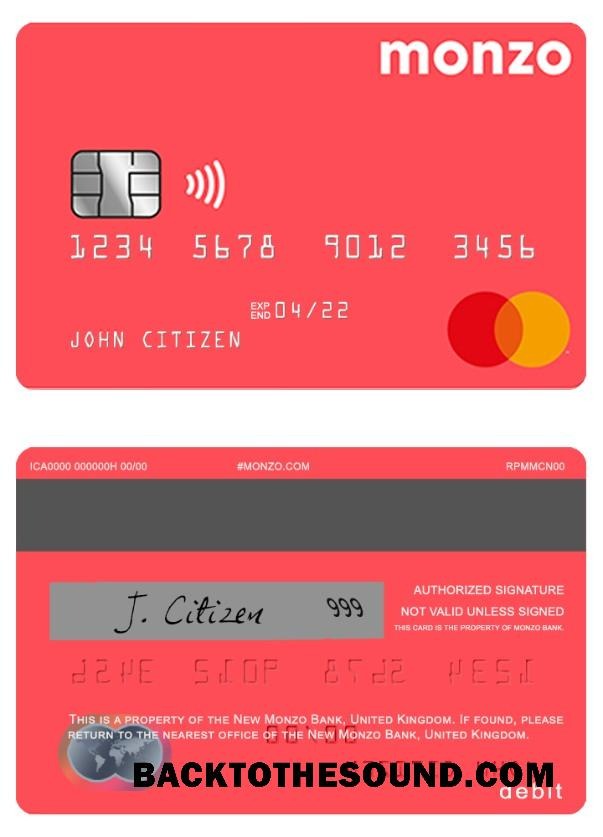 monzo
1234 5678 9012 3456
EXP
END 04/22
JOHN CITIZEN
ICA0000 000000H 00/00 #MONZO.COM RPMMCN00
AUTHORIZED SIGNATURE
J. Citizen 999
NOT VALID UNLESS SIGNED
THIS CARD IS THE PROPERTY OF MONZO BANK.
THIS IS A PROPERTY OF THE NEW MONZO BANK, UNITED KINGDOM. IF FOUND, PLEASE
RETURN TO THE NEAREST OFFICE OF THE NEW MONZO BANK, UNITED KINGDOM.
BACKTOTHESOUND.COM
debit